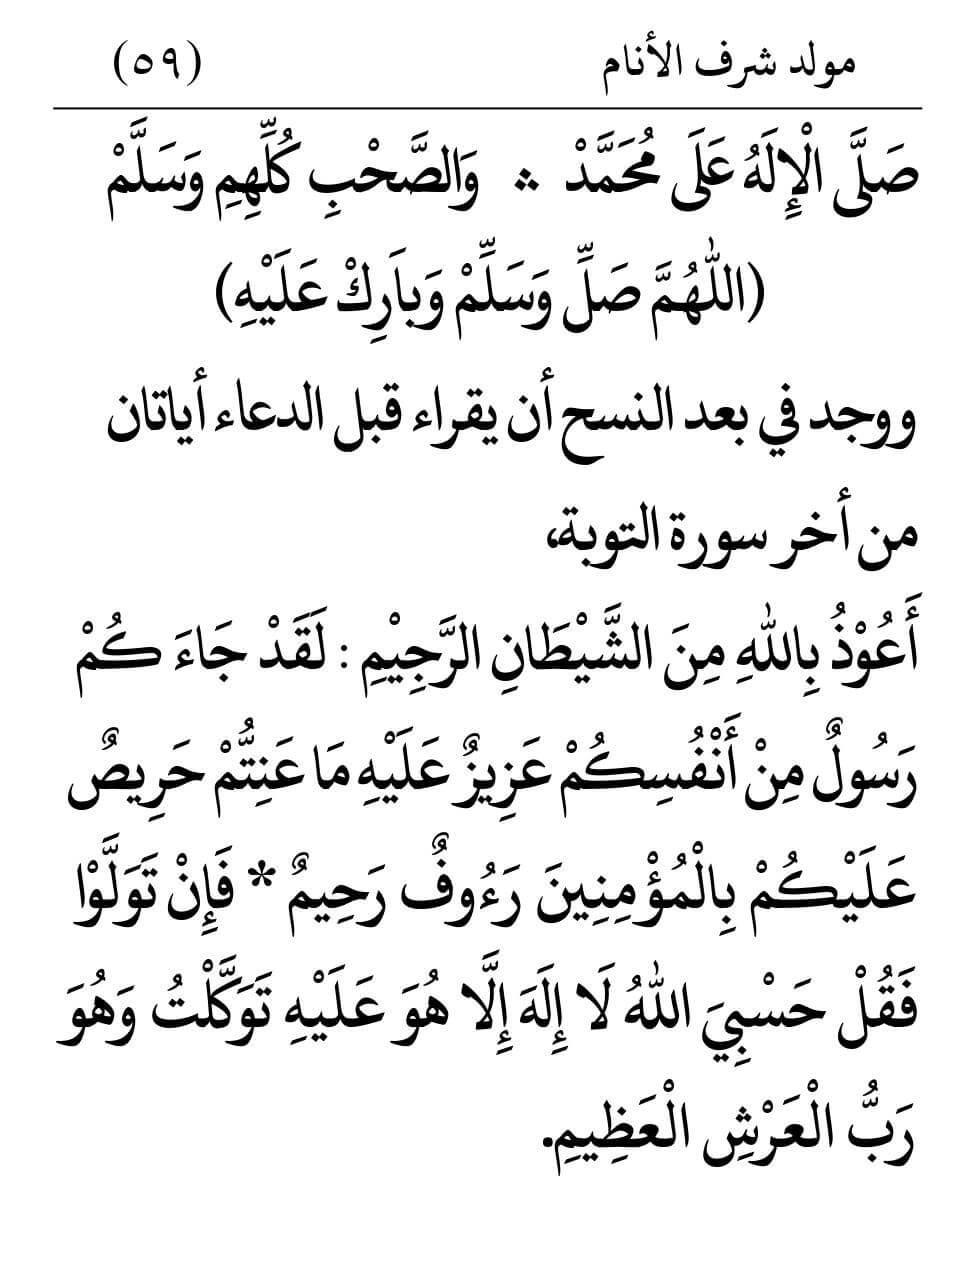 مولد شرف الأنام (٥٩)
صَلَّى الْإِلَهُ عَلَى مُحَمَّدْ ∴ وَالصَّحْبِ كُلِّهِمِ وَسَلَّمْ
(اللّٰهُمَّ صَلِّ وَسَلِّمْ وَبَارِكْ عَلَيْهِ)
ووجد في بعد النسح أن يقراء قبل الدعاء أياتان
من أخر سورة التوبة،
أَعُوْذُ بِاللّٰهِ مِنَ الشَّيْطَانِ الرَّجِيْمِ : لَقَدْ جَاءَ كُمْ
رَسُولٌ مِنْ أَنْفُسِكُمْ عَزِيزٌ عَلَيْهِ مَا عَنِتُّمْ حَرِيصٌ
عَلَيْكُمْ بِالْمُؤْمِنِينَ رَءُوفٌ رَحِيمٌ * فَإِنْ تَوَلَّوْا
فَقُلْ حَسْبِيَ اللّٰهُ لَا إِلَهَ إِلَّا هُوَ عَلَيْهِ تَوَكَّلْتُ وَهُوَ
رَبُّ الْعَرْشِ الْعَظِيمِ.